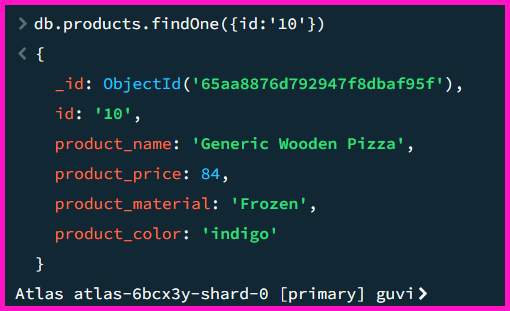 > db.products.findOne({id:'10'})
< {
_id: ObjectId('65aa8876d792947f8dbaf95f'),
id: '10',
product_name: 'Generic Wooden Pizza',
product_price: 84,
product_material: 'Frozen',
product_color: 'indigo'
}
Atlas atlas-6bcx3y-shard-0 [primary] guvi>